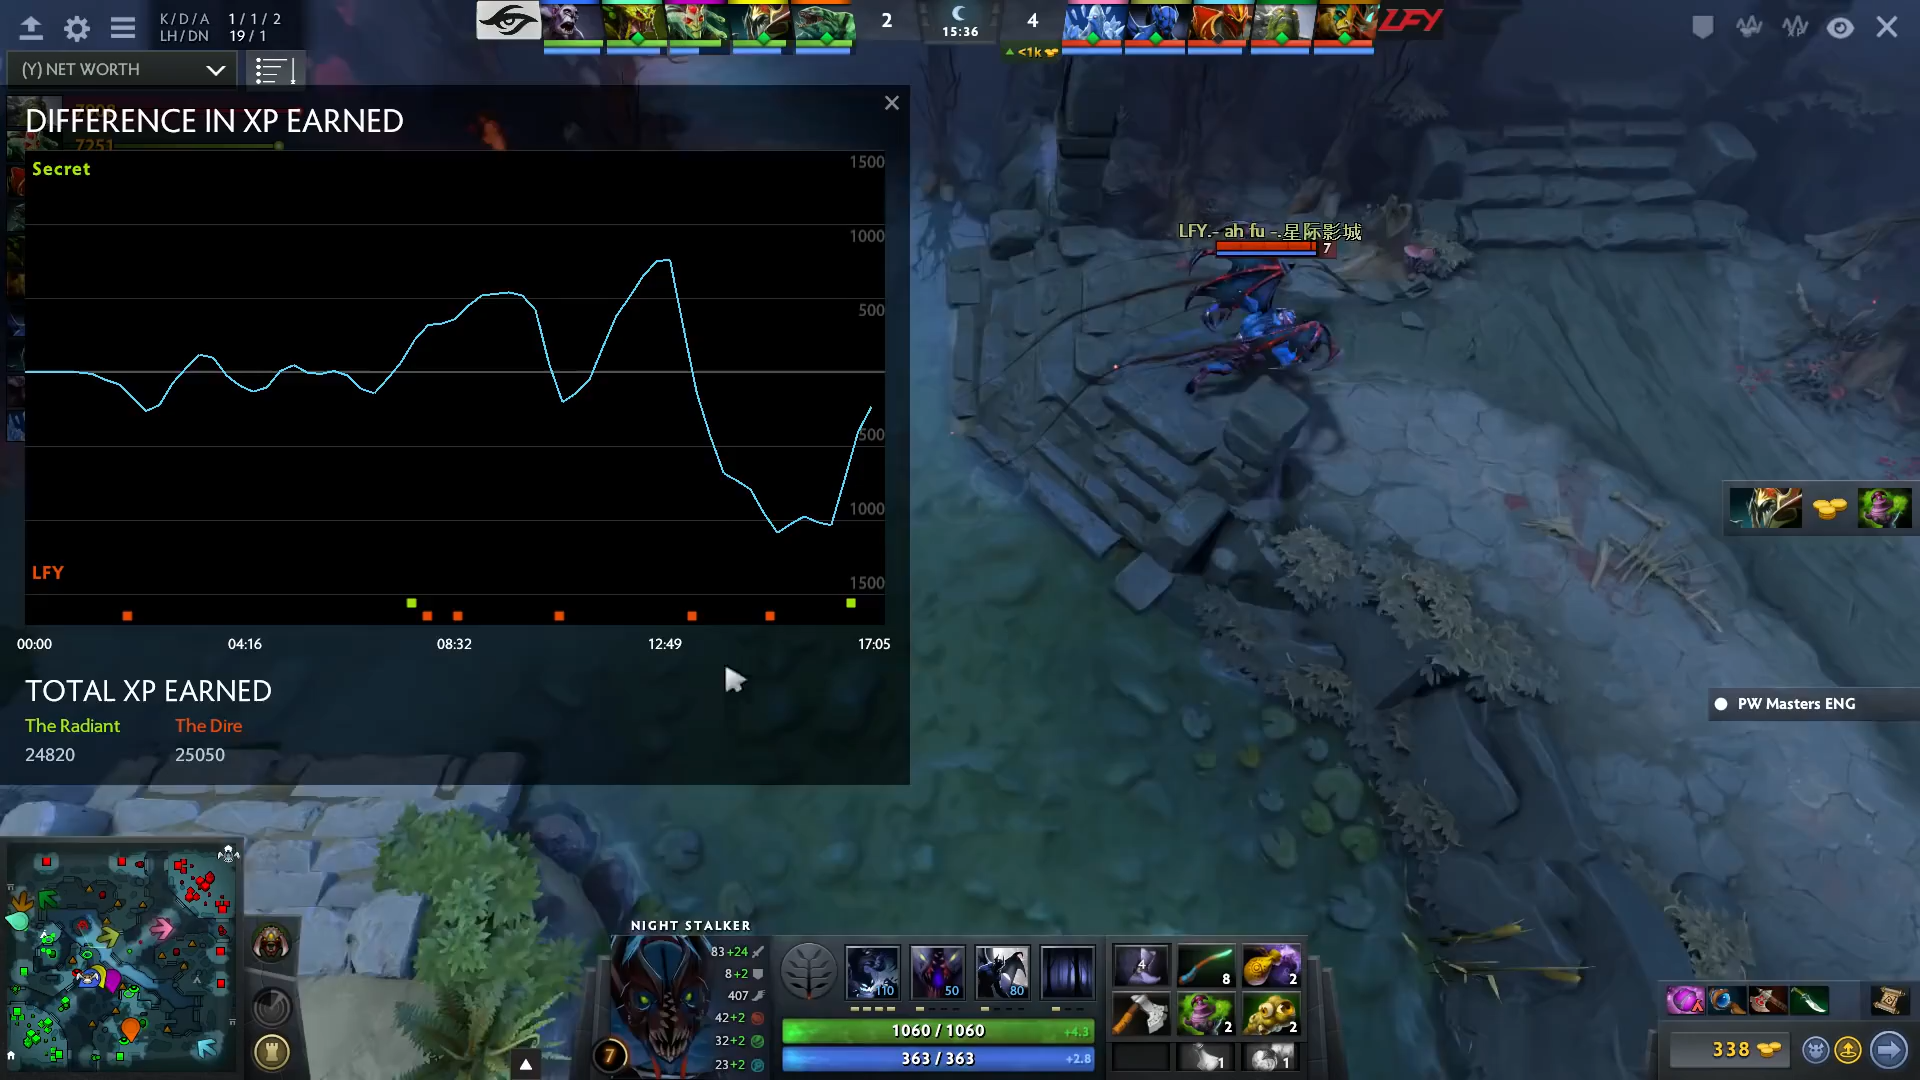 K / D / A 1 / 1 / 2
LH / DN 19 / 1
2
15:36
4
<1k
LFY
(Y) NET WORTH
DIFFERENCE IN XP EARNED
7251
Secret
1500
1000
500
500
1000
1500
LFY
00:00 04:16 08:32 12:49 17:05
TOTAL XP EARNED
The Radiant The Dire
24820 25050
LFY.- ah fu -.星际影城
7
PW Masters ENG
NIGHT STALKER
83 +24
8 +2
407
42 +2
32 +2
23 +2
7
110 50 80
1060 / 1060 +4.3
363 / 363 +2.8
4 8 2
2 2
1 1
338